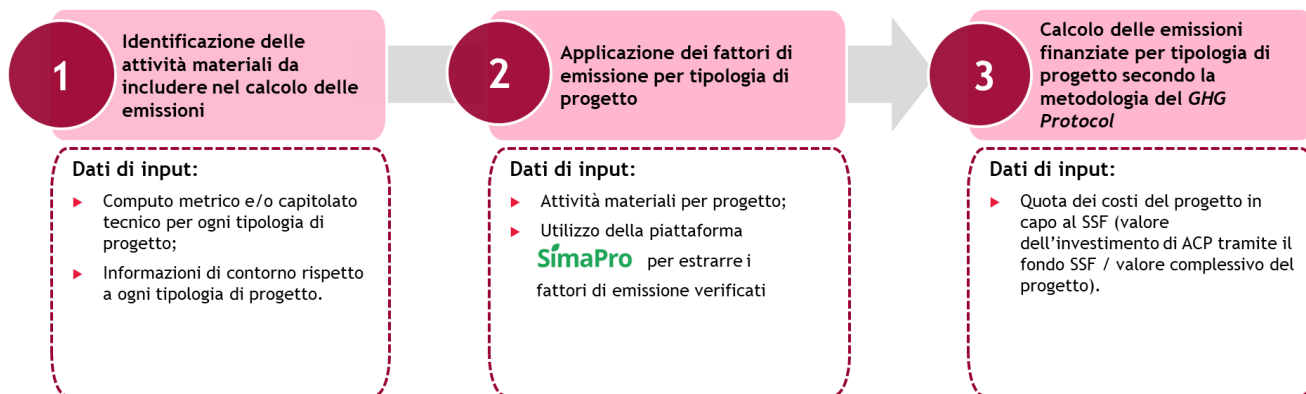 1
Identificazione delle
attività materiali da
includere nel calcolo delle
emissioni
Dati di input:
► Computo metrico e/o capitolato
tecnico per ogni tipologia di
progetto;
► Informazioni di contorno rispetto
a ogni tipologia di progetto.
2
Applicazione dei fattori di
emissione per tipologia di
progetto
Dati di input:
► Attività materiali per progetto;
► Utilizzo della piattaforma
SimaPro per estrarre i
fattori di emissione verificati
3
Calcolo delle emissioni
finanziate per tipologia di
progetto secondo la
metodologia del GHG
Protocol
Dati di input:
► Quota dei costi del progetto in
capo al SSF (valore
dell’investimento di ACP tramite il
fondo SSF / valore complessivo del
progetto).